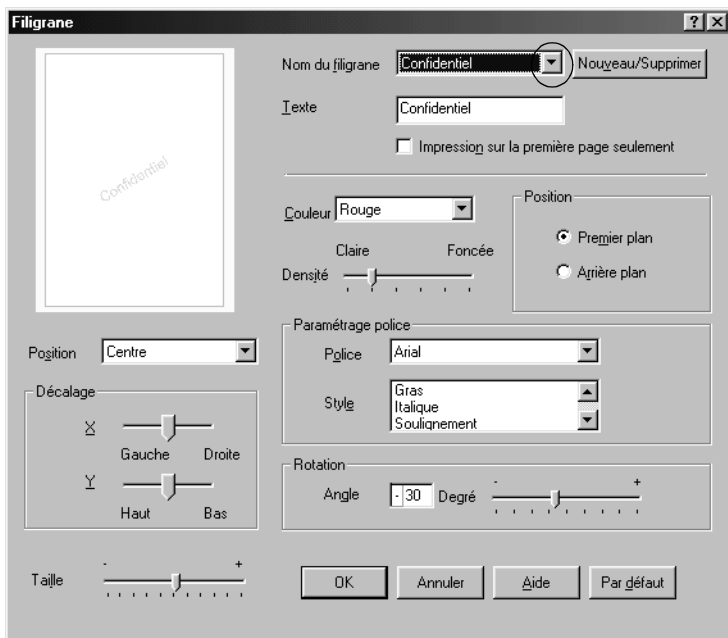 Filigrane
Confidentiel
Nom du filigrane Confidentiel Nouveau/Supprimer
Texte Confidentiel
Impression sur la première page seulement
Couleur Rouge
Claire Foncée
Densité
Position
Premier plan
Arrière plan
Position Centre
Décalage
X
Gauche Droite
Y
Haut Bas
Taille - +
Paramétrage police
Police Arial
Style Gras
Italique
Soulignement
Rotation
Angle - 30 Degré - +
OK Annuler Aide Par défaut